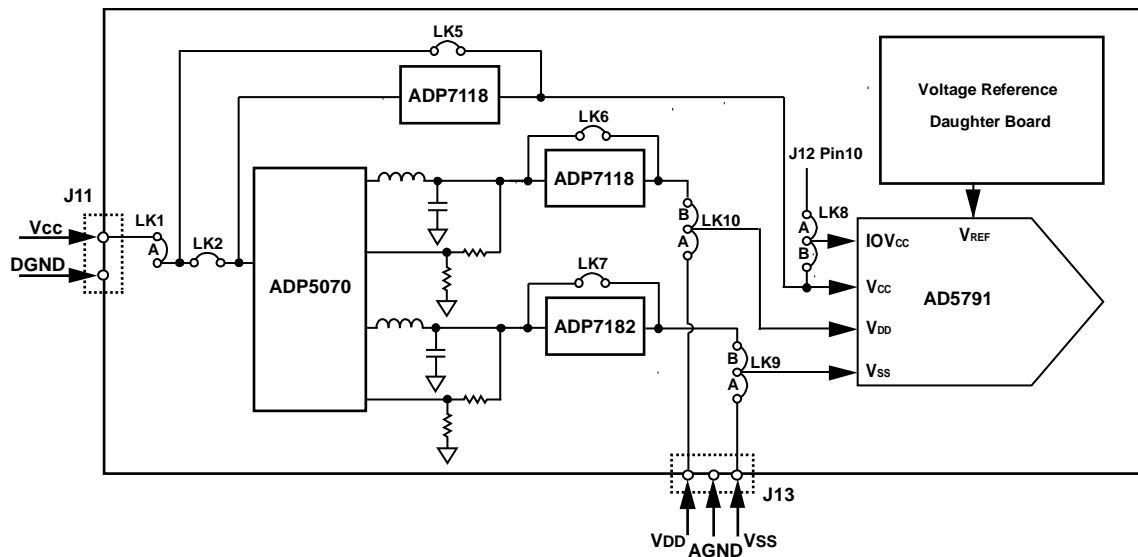 LK5
ADP7118
Voltage Reference
Daughter Board
LK6
J12 Pin10
ADP7118
J11
Vcc
LK1
A
LK2
DGND
B
LK10
A
A
LK8
B
IOVCC
VREF
VCC
AD5791
VDD
VSS
ADP5070
LK7
ADP7182
B
LK9
A
J13
VDD
AGND
VSS